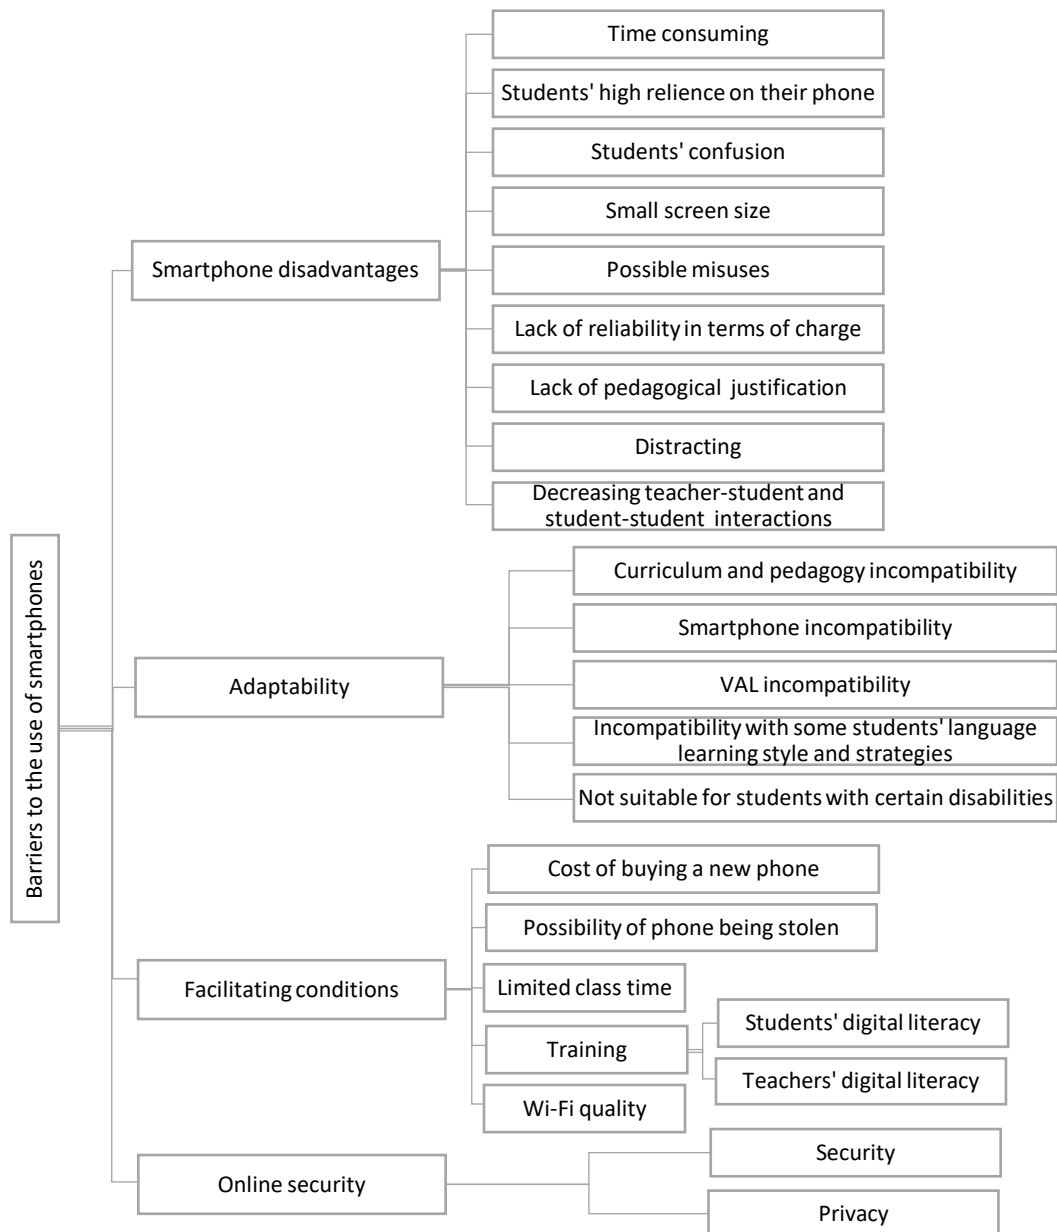 Barriers to the use of smartphones
Smartphone disadvantages
Time consuming
Students' high relience on their phone
Students' confusion
Small screen size
Possible misuses
Lack of reliability in terms of charge
Lack of pedagogical justification
Distracting
Decreasing teacher-student and
student-student interactions
Adaptability
Curriculum and pedagogy incompatibility
Smartphone incompatibility
VAL incompatibility
Incompatibility with some students' language
learning style and strategies
Not suitable for students with certain disabilities
Facilitating conditions
Cost of buying a new phone
Possibility of phone being stolen
Limited class time
Training
Students' digital literacy
Teachers' digital literacy
Wi-Fi quality
Online security
Security
Privacy